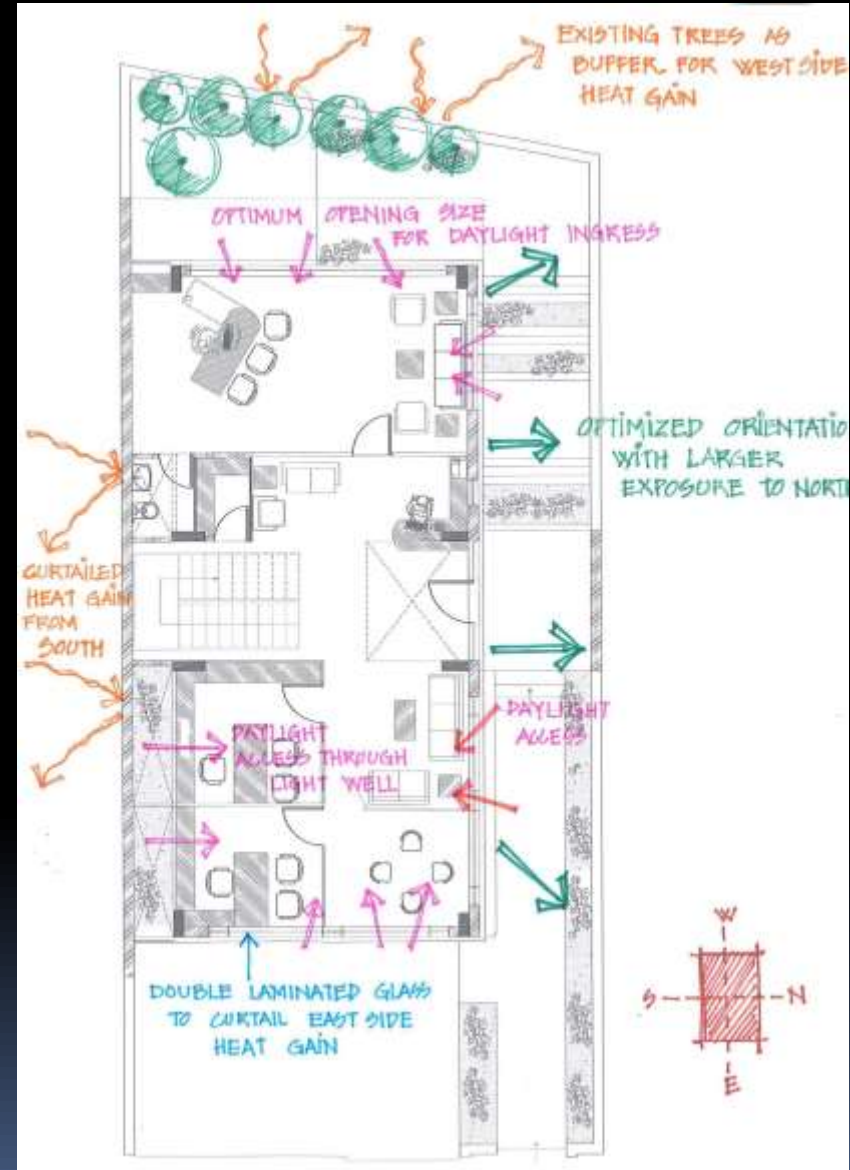 EXISTING TREES AS
BUFFER FOR WEST SIDE
HEAT GAIN
OPTIMUM OPENING SIZE
FOR DAYLIGHT INGRESS
OPTIMIZED ORIENTATIO
WITH LARGER
EXPOSURE TO NORT
CURTAILED
HEAT GAIN
FROM
SOUTH
DAYLIGHT
ACCESS THROUGH
LIGHT WELL
DAYLIGHT
ACCESS
DOUBLE LAMINATED GLASS
TO CURTAIL EAST SIDE
HEAT GAIN
W
S
N
E